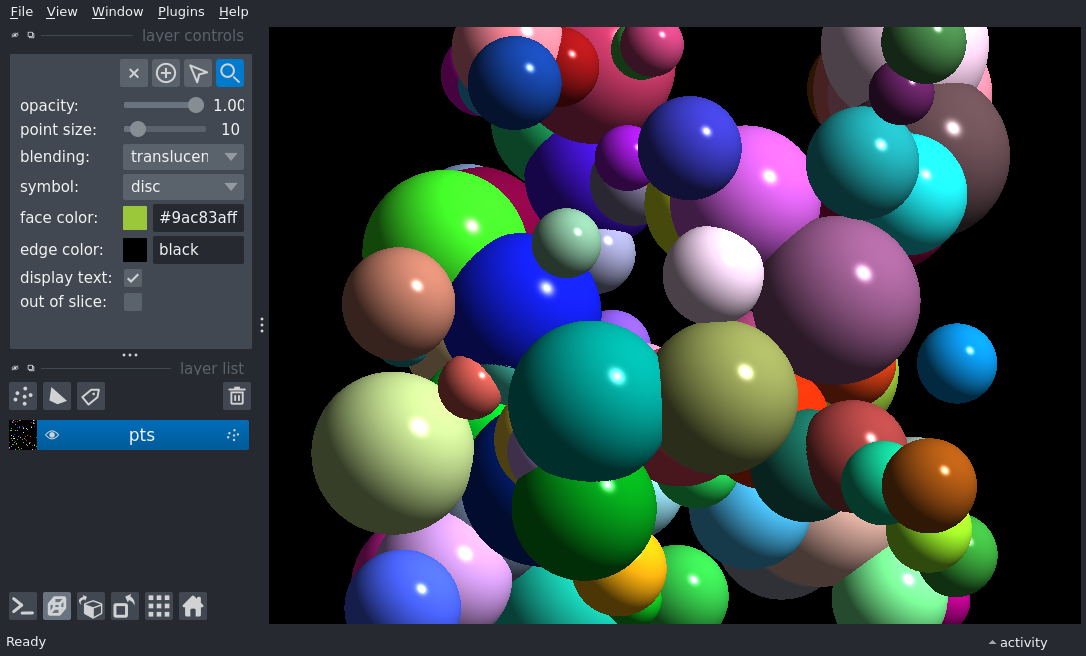 File View Window Plugins Help
layer controls
opacity: 1.00
point size: 10
blending: translucen
symbol: disc
face color: #9ac83aff
edge color: black
display text:
out of slice:
layer list
pts
Ready
activity